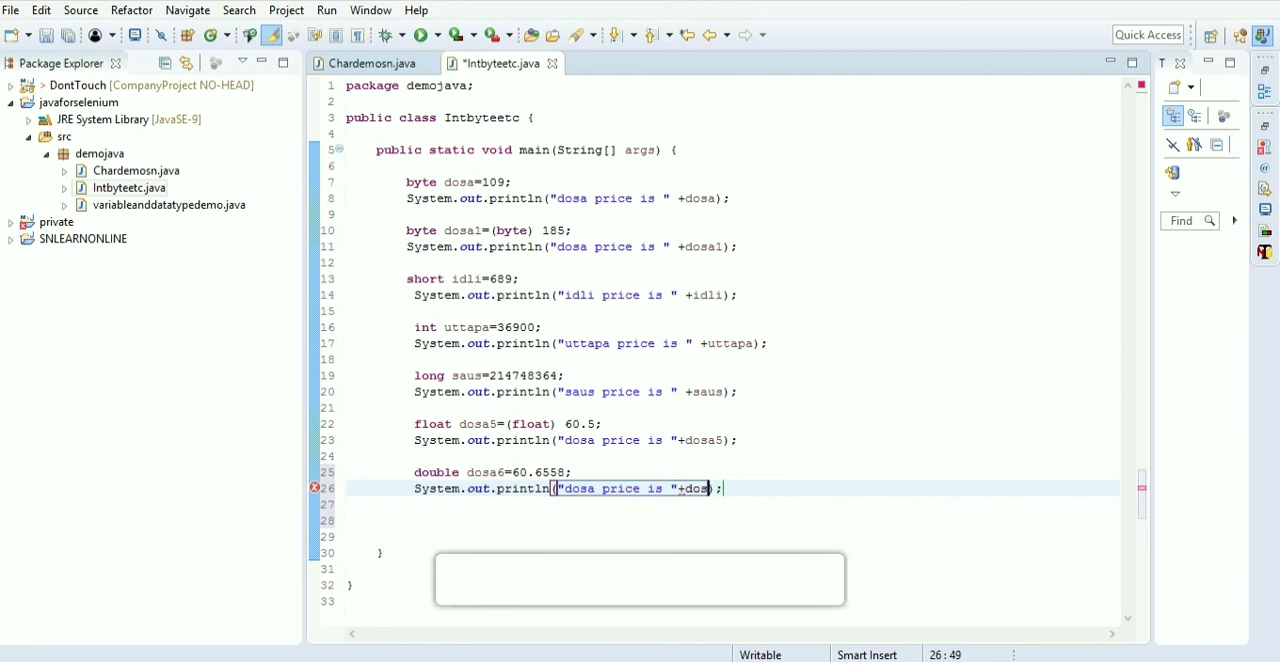 File Edit Source Refactor Navigate Search Project Run Window Help
Quick Access
Package Explorer
Chardemosn.java
*Intbyteetc.java
T
> DontTouch [CompanyProject NO-HEAD]
javaforselenium
JRE System Library [JavaSE-9]
src
demojava
Chardemosn.java
Intbyteetc.java
variableanddatatypedemo.java
private
SNLEARNONLINE
1 package demojava;
2
3 public class Intbyteetc {
4
5 public static void main(String[] args) {
6
7 byte dosa=109;
8 System.out.println("dosa price is " +dosa);
9
10 byte dosa1=(byte) 185;
11 System.out.println("dosa price is " +dosa1);
12
13 short idli=689;
14 System.out.println("idli price is " +idli);
15
16 int uttapa=36900;
17 System.out.println("uttapa price is " +uttapa);
18
19 long saus=214748364;
20 System.out.println("saus price is " +saus);
21
22 float dosa5=(float) 60.5;
23 System.out.println("dosa price is "+dosa5);
24
25 double dosa6=60.6558;
26 System.out.println("dosa price is "+dos);
27
28
29
30 }
31
32 }
33
Find
Writable Smart Insert 26 : 49